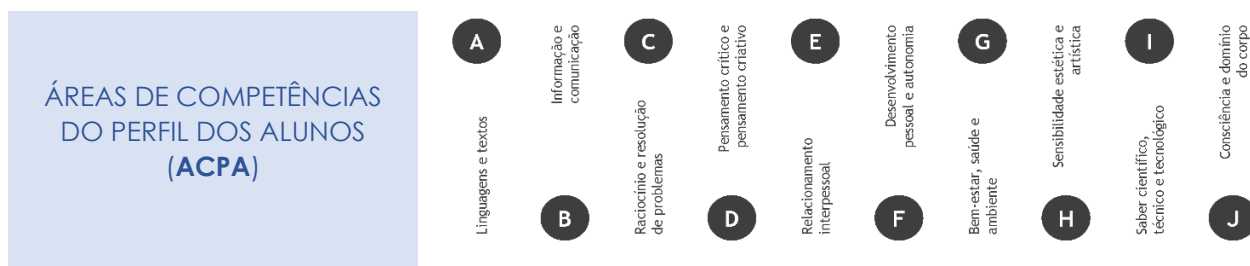 ÁREAS DE COMPETÊNCIAS
DO PERFIL DOS ALUNOS
(ACPA)
A
Linguagens e textos
Informação e
comunicação
B
C
Raciocínio e resolução
de problemas
Pensamento crítico e
pensamento criativo
D
E
Relacionamento
interpessoal
Desenvolvimento
pessoal e autonomia
F
G
Bem-estar, saúde e
ambiente
Sensibilidade estética e
artística
H
I
Saber científico,
técnico e tecnológico
Consciência e domínio
do corpo
J